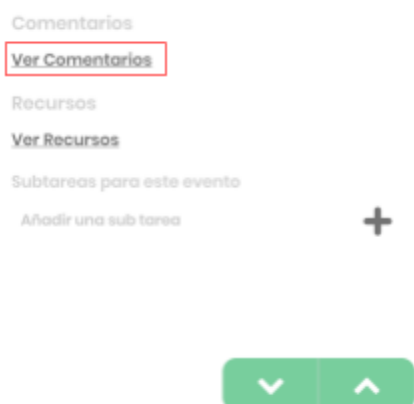 Comentarios
Ver Comentarios
Recursos
Ver Recursos
Subtareas para este evento
Añadir una sub tarea